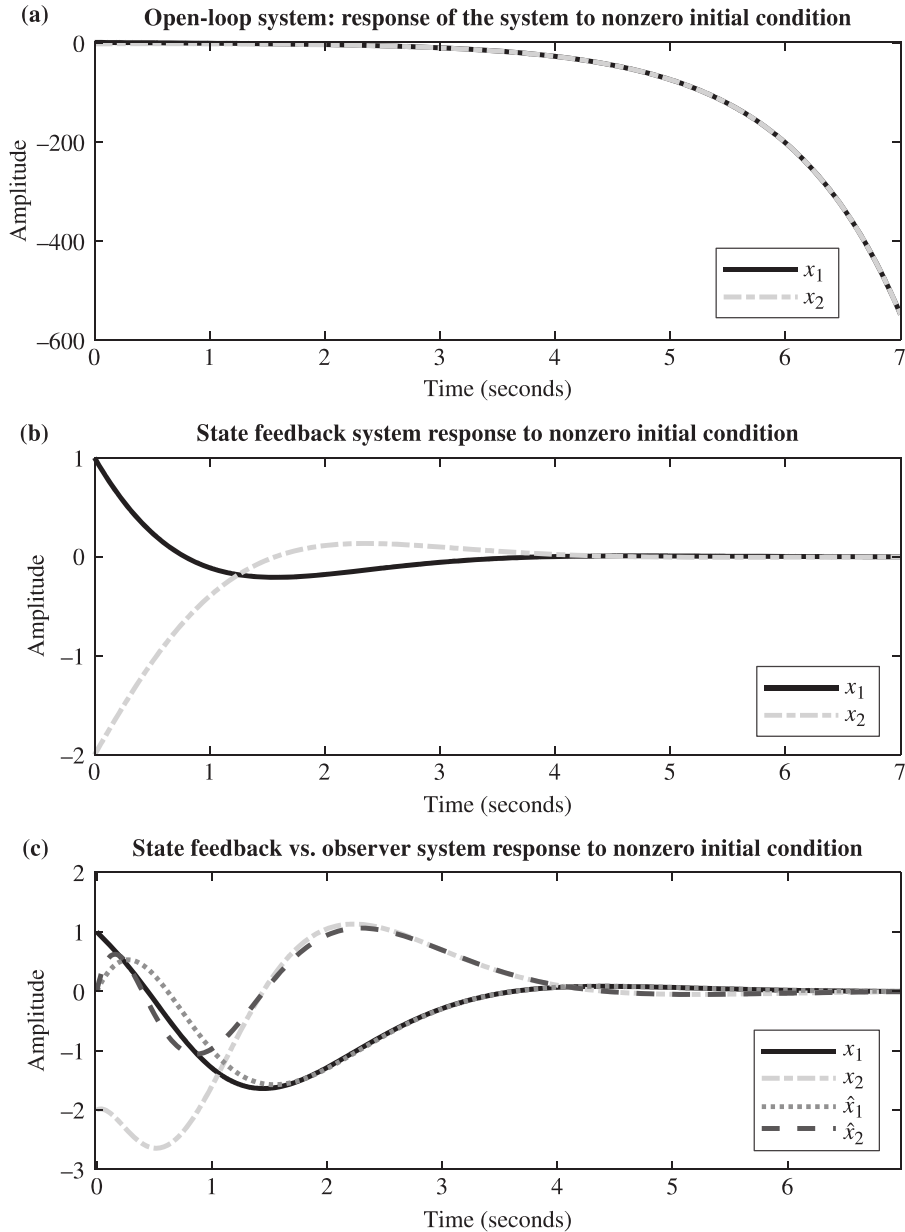 (a) Open-loop system: response of the system to nonzero initial condition
0
−200
−400
−600
Amplitude
x1
x2
0 1 2 3 4 5 6 7
Time (seconds)
(b) State feedback system response to nonzero initial condition
1
0
−1
−2
Amplitude
x1
x2
0 1 2 3 4 5 6 7
Time (seconds)
(c) State feedback vs. observer system response to nonzero initial condition
2
1
0
−1
−2
−3
Amplitude
x1
x2
x̂1
x̂2
0 1 2 3 4 5 6
Time (seconds)